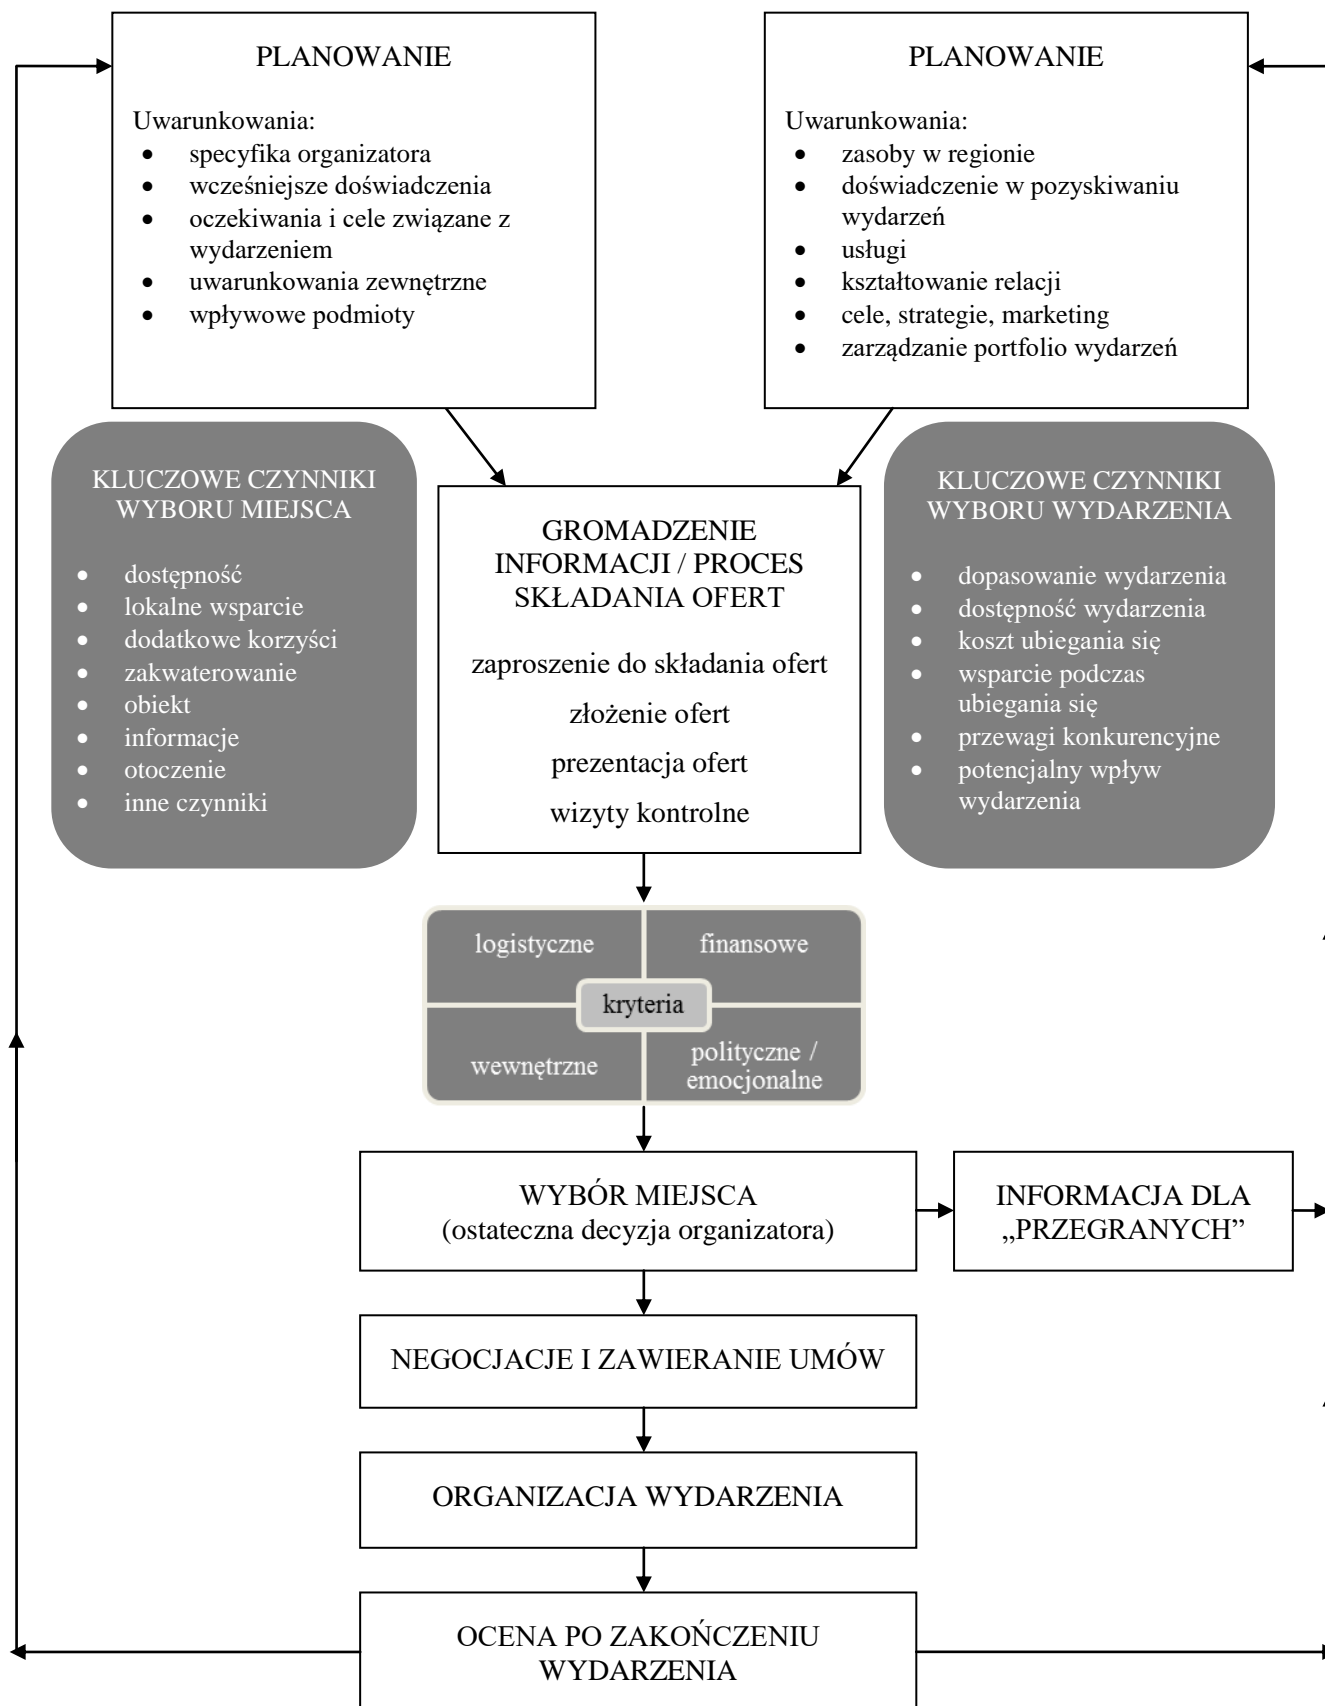 PLANOWANIE
Uwarunkowania:
• specyfika organizatora
• wcześniejsze doświadczenia
• oczekiwania i cele związane z
wydarzeniem
• uwarunkowania zewnętrzne
• wpływowe podmioty
PLANOWANIE
Uwarunkowania:
• zasoby w regionie
• doświadczenie w pozyskiwaniu
wydarzeń
• usługi
• kształtowanie relacji
• cele, strategie, marketing
• zarządzanie portfolio wydarzeń
KLUCZOWE CZYNNIKI
WYBORU MIEJSCA
• dostępność
• lokalne wsparcie
• dodatkowe korzyści
• zakwaterowanie
• obiekt
• informacje
• otoczenie
• inne czynniki
GROMADZENIE
INFORMACJI / PROCES
SKŁADANIA OFERT
zaproszenie do składania ofert
złożenie ofert
prezentacja ofert
wizyty kontrolne
KLUCZOWE CZYNNIKI
WYBORU WYDARZENIA
• dopasowanie wydarzenia
• dostępność wydarzenia
• koszt ubiegania się
• wsparcie podczas
ubiegania się
• przewagi konkurencyjne
• potencjalny wpływ
wydarzenia
logistyczne
finansowe
kryteria
wewnętrzne
polityczne /
emocjonalne
WYBÓR MIEJSCA
(ostateczna decyzja organizatora)
INFORMACJA DLA
„PRZEGRANYCH”
NEGOCJACJE I ZAWIERANIE UMÓW
ORGANIZACJA WYDARZENIA
OCENA PO ZAKOŃCZENIU
WYDARZENIA